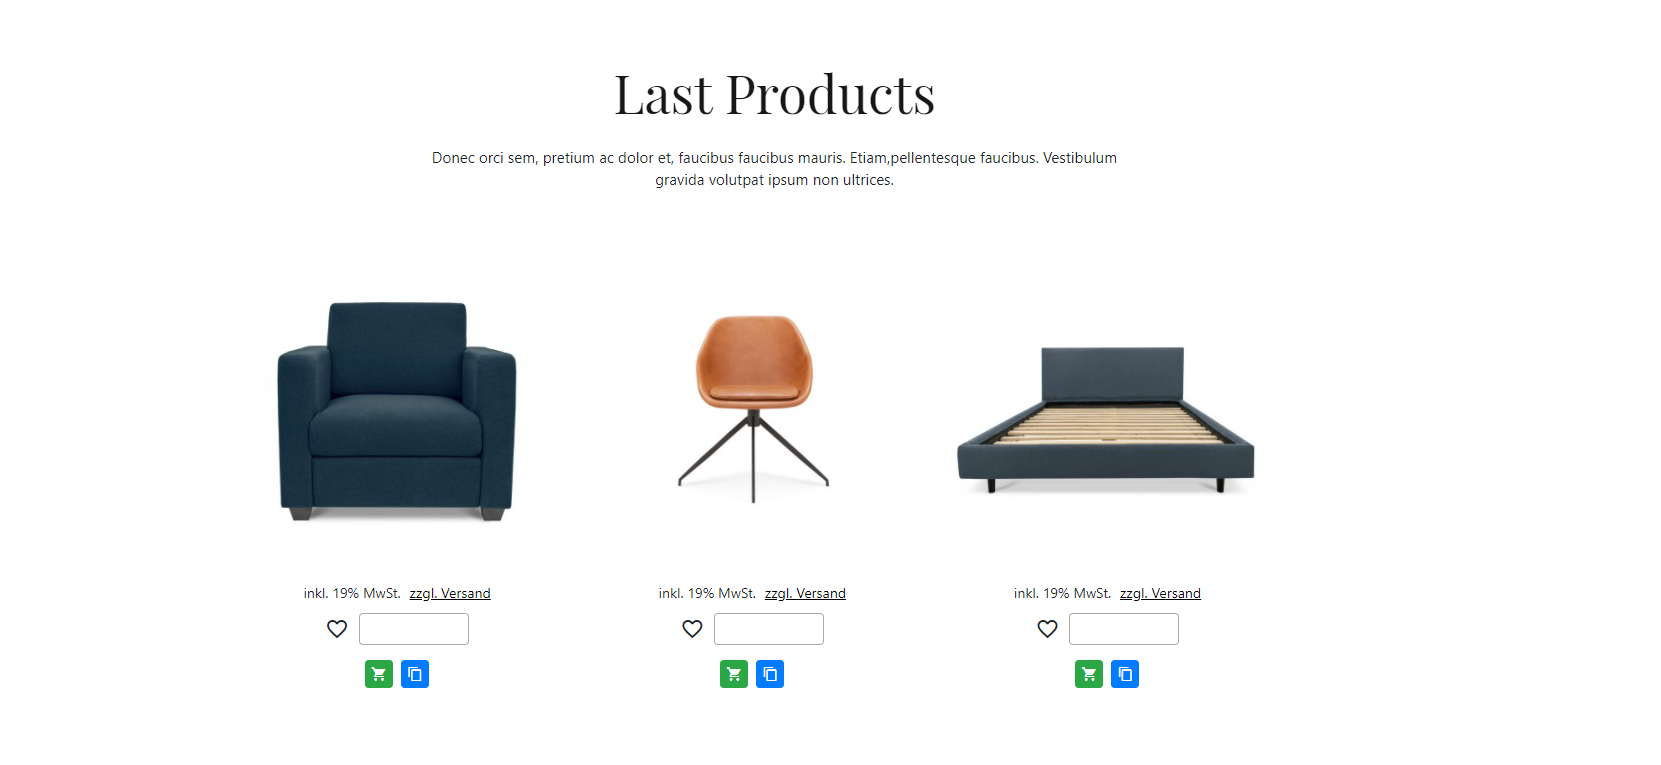 Last Products
Donec orci sem, pretium ac dolor et, faucibus faucibus mauris. Etiam,pellentesque faucibus. Vestibulum
gravida volutpat ipsum non ultrices.
inkl. 19% MwSt. zzgl. Versand
inkl. 19% MwSt. zzgl. Versand
inkl. 19% MwSt. zzgl. Versand